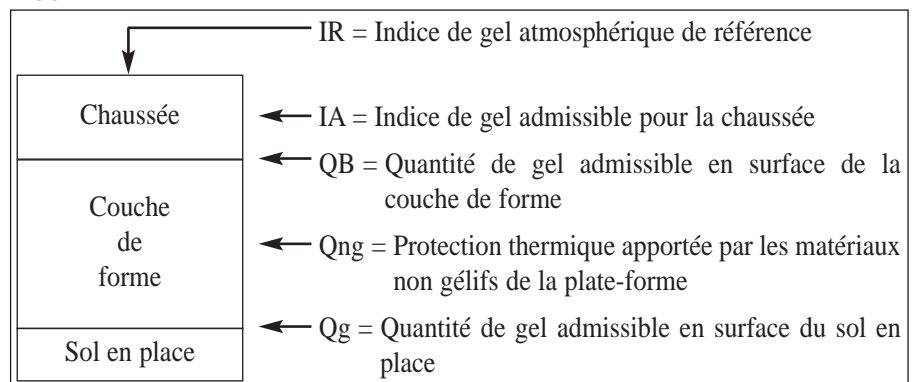 IR = Indice de gel atmosphérique de référence
Chaussée
IA = Indice de gel admissible pour la chaussée
QB = Quantité de gel admissible en surface de la
couche de forme
Couche
de
forme
Qng = Protection thermique apportée par les matériaux
non gélifs de la plate-forme
Qg = Quantité de gel admissible en surface du sol en
place
Sol en place